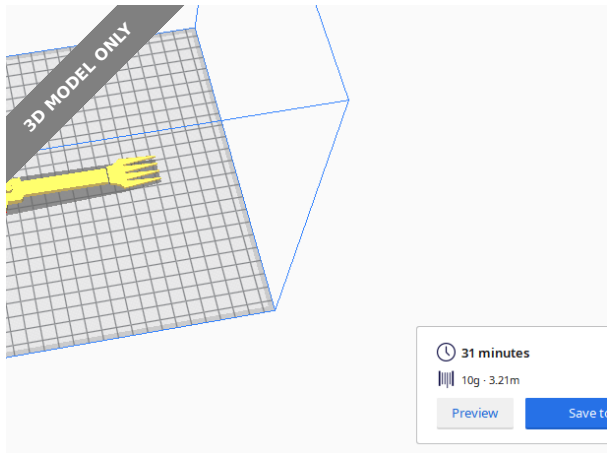 3D MODEL ONLY
31 minutes
10g · 3.21m
Preview
Save to